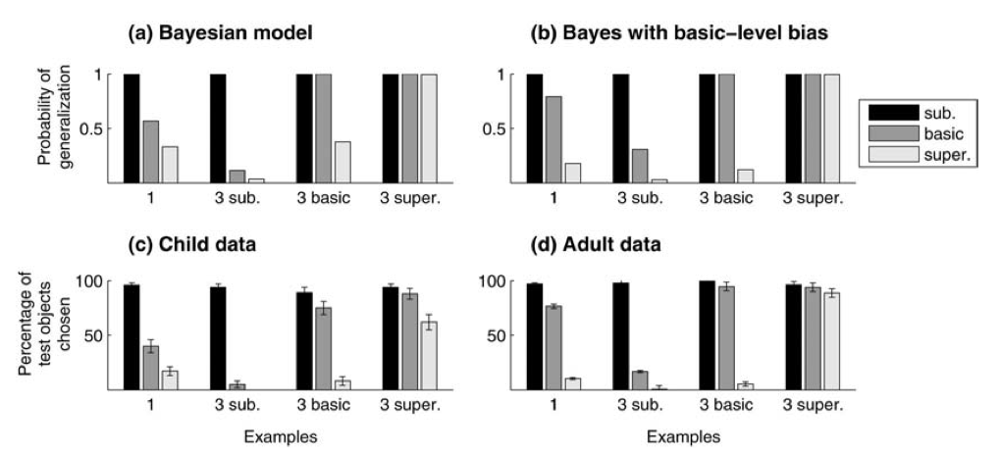 (a) Bayesian model
Probability of
generalization
1
0.5
1
3 sub.
3 basic
3 super.
(b) Bayes with basic–level bias
1
0.5
1
3 sub.
3 basic
3 super.
sub.
basic
super.
(c) Child data
Percentage of
test objects
chosen
100
50
1
3 sub.
3 basic
3 super.
Examples
(d) Adult data
100
50
1
3 sub.
3 basic
3 super.
Examples